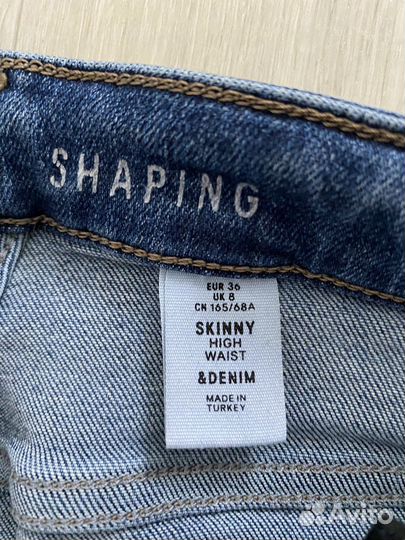 SHAPING
EUR 36
UK 8
CN 165/68A
SKINNY
HIGH
WAIST
&DENIM
MADE IN
TURKEY
Avito